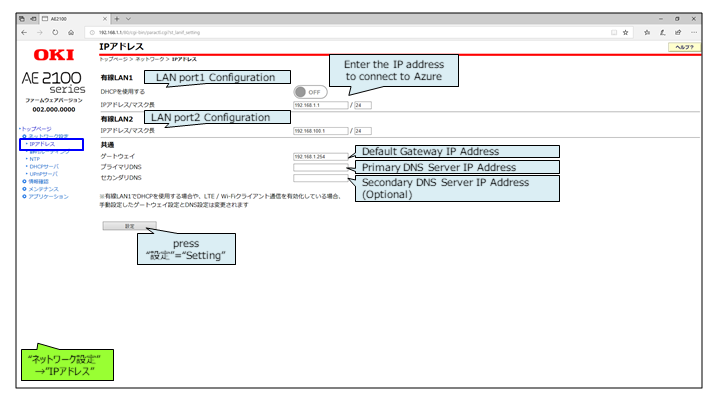 AE2100
192.168.1.1:80/cgi-bin/paractl.cgi?d_lanif_setting
OKI
AE 2100
series
ファームウェアバージョン
002.000.0000
トップページ
ネットワーク設定
IPアドレス
NTP
DHCPサーバ
UPnPサーバ
情報確認
メンテナンス
アプリケーション
IPアドレス
ヘルプ
トップページ > ネットワーク > IPアドレス
有線LAN1
LAN port1 Configuration
Enter the IP address
to connect to Azure
DHCPを使用する
OFF
IPアドレス/マスク長
192.168.1.1 / 24
有線LAN2
LAN port2 Configuration
IPアドレス/マスク長
192.168.100.1 / 24
共通
ゲートウェイ
192.168.1.254
Default Gateway IP Address
プライマリDNS
Primary DNS Server IP Address
セカンダリDNS
Secondary DNS Server IP Address
(Optional)
※有線LAN1でDHCPを使用する場合や、LTE / Wi-Fiクライアント通信を有効化している場合、
手動設定したゲートウェイ設定とDNS設定は変更されます
設定
press
“設定”=“Setting”
“ネットワーク設定”
→“IPアドレス”